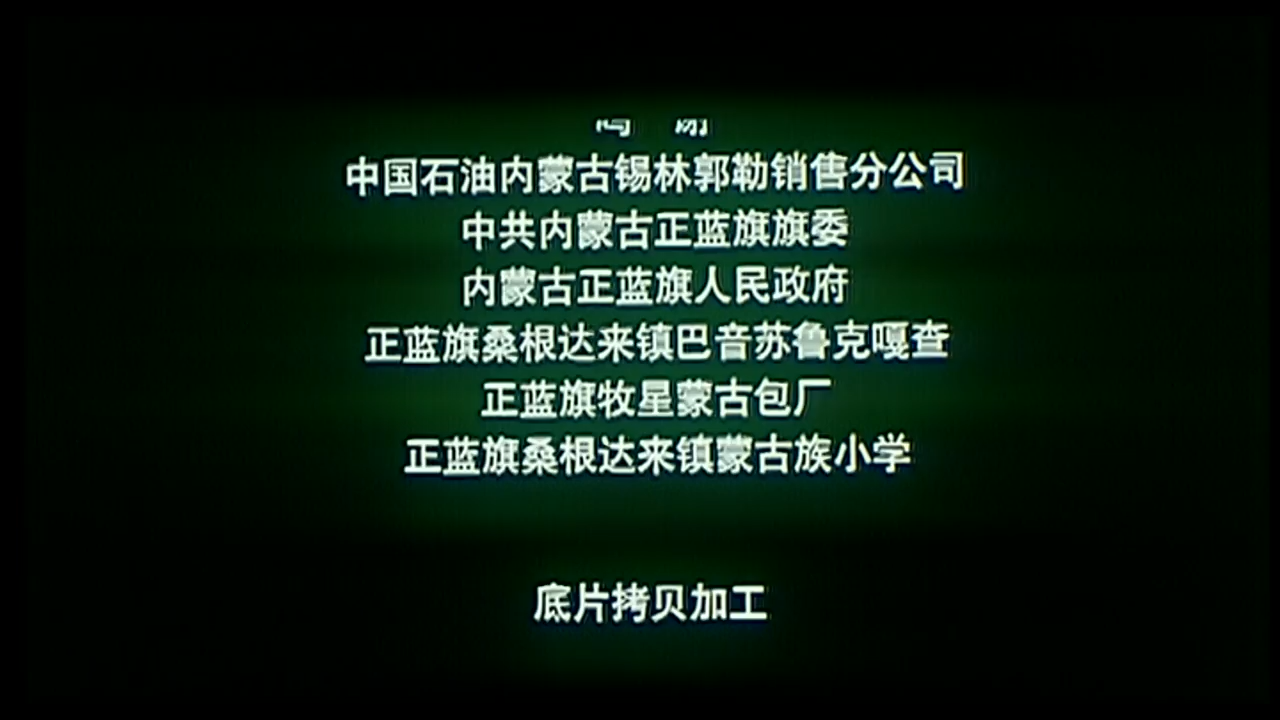 鸣 谢
中国石油内蒙古锡林郭勒销售分公司
中共内蒙古正蓝旗旗委
内蒙古正蓝旗人民政府
正蓝旗桑根达来镇巴音苏鲁克嘎查
正蓝旗牧星蒙古包厂
正蓝旗桑根达来镇蒙古族小学
底片拷贝加工